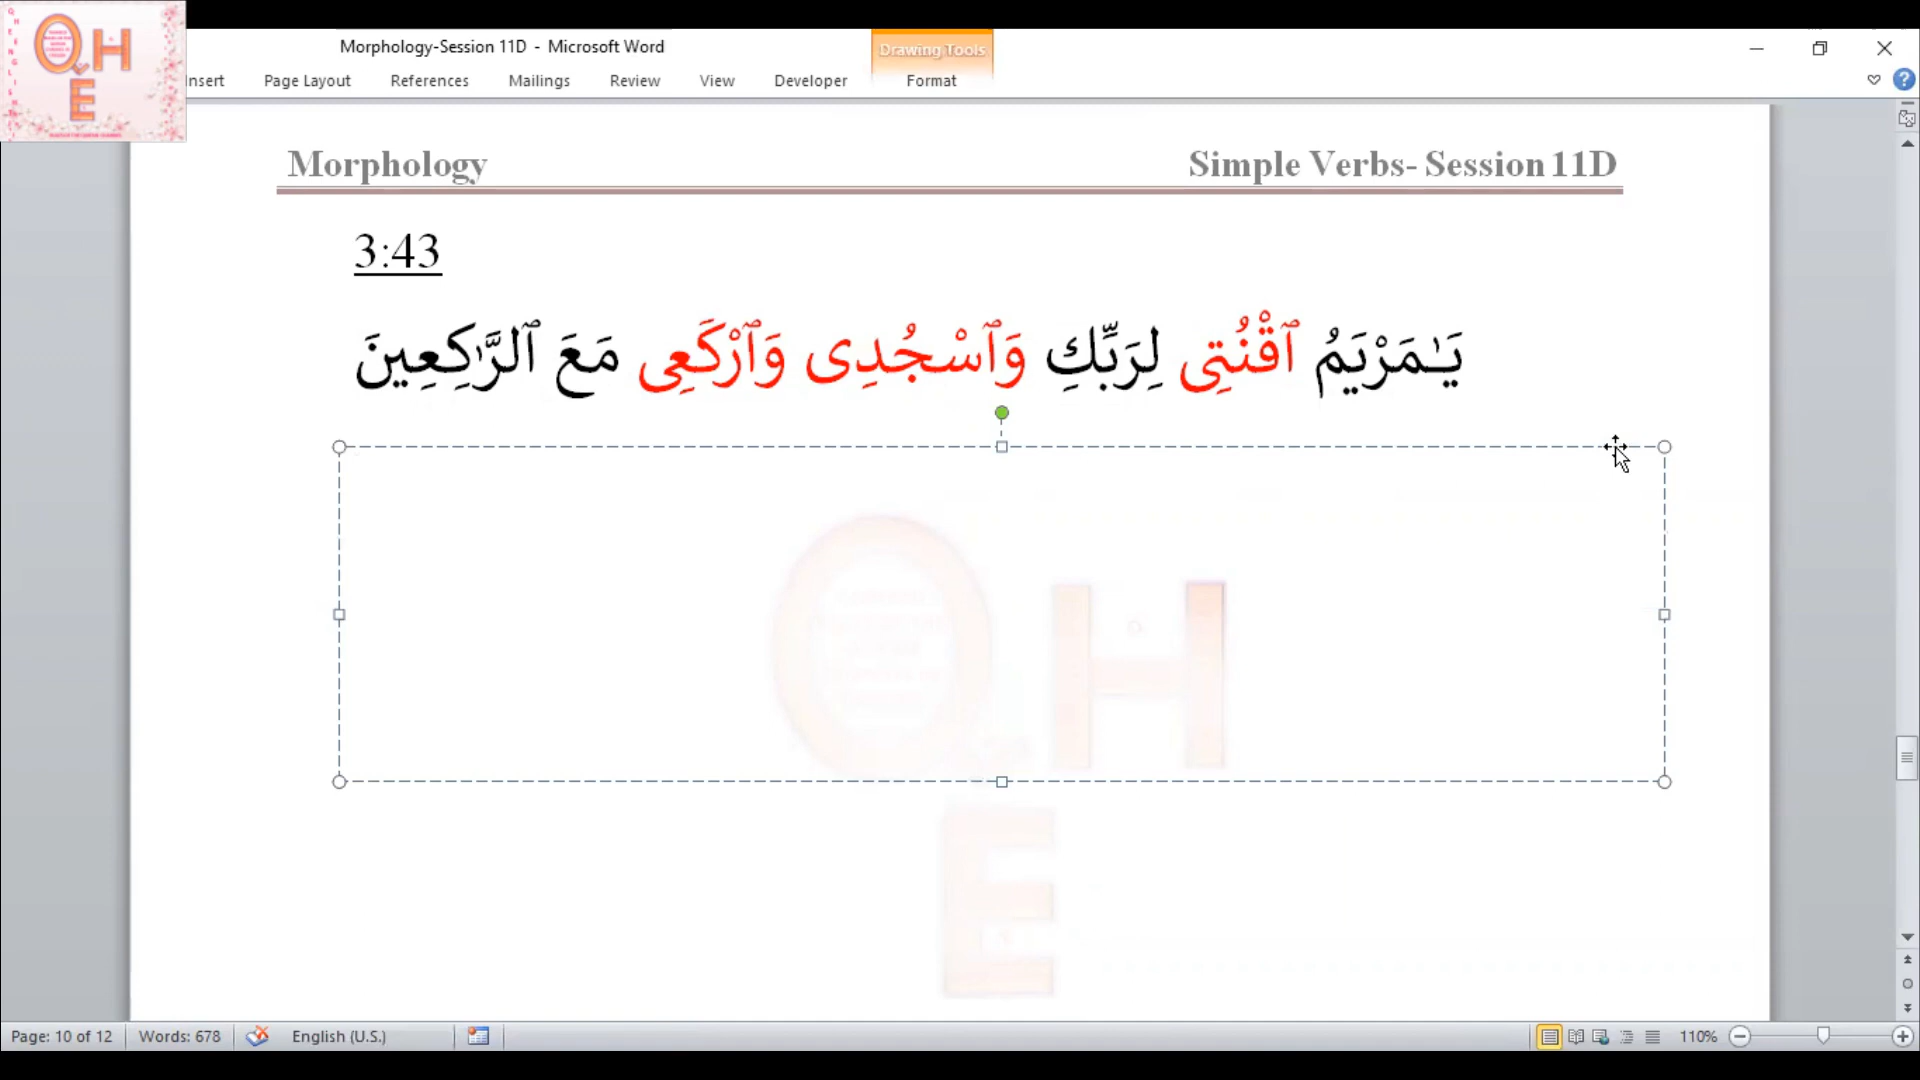 Q H E
Morphology-Session 11D - Microsoft Word
Drawing Tools
nsert Page Layout References Mailings Review View Developer Format
Morphology Simple Verbs- Session 11D
3:43
يَـٰمَرْيَمُ ٱقْنُتِى لِرَبِّكِ وَٱسْجُدِى وَٱرْكَعِى مَعَ ٱلرَّٰكِعِينَ
Q H
E
Page: 10 of 12 Words: 678 English (U.S.) 110%